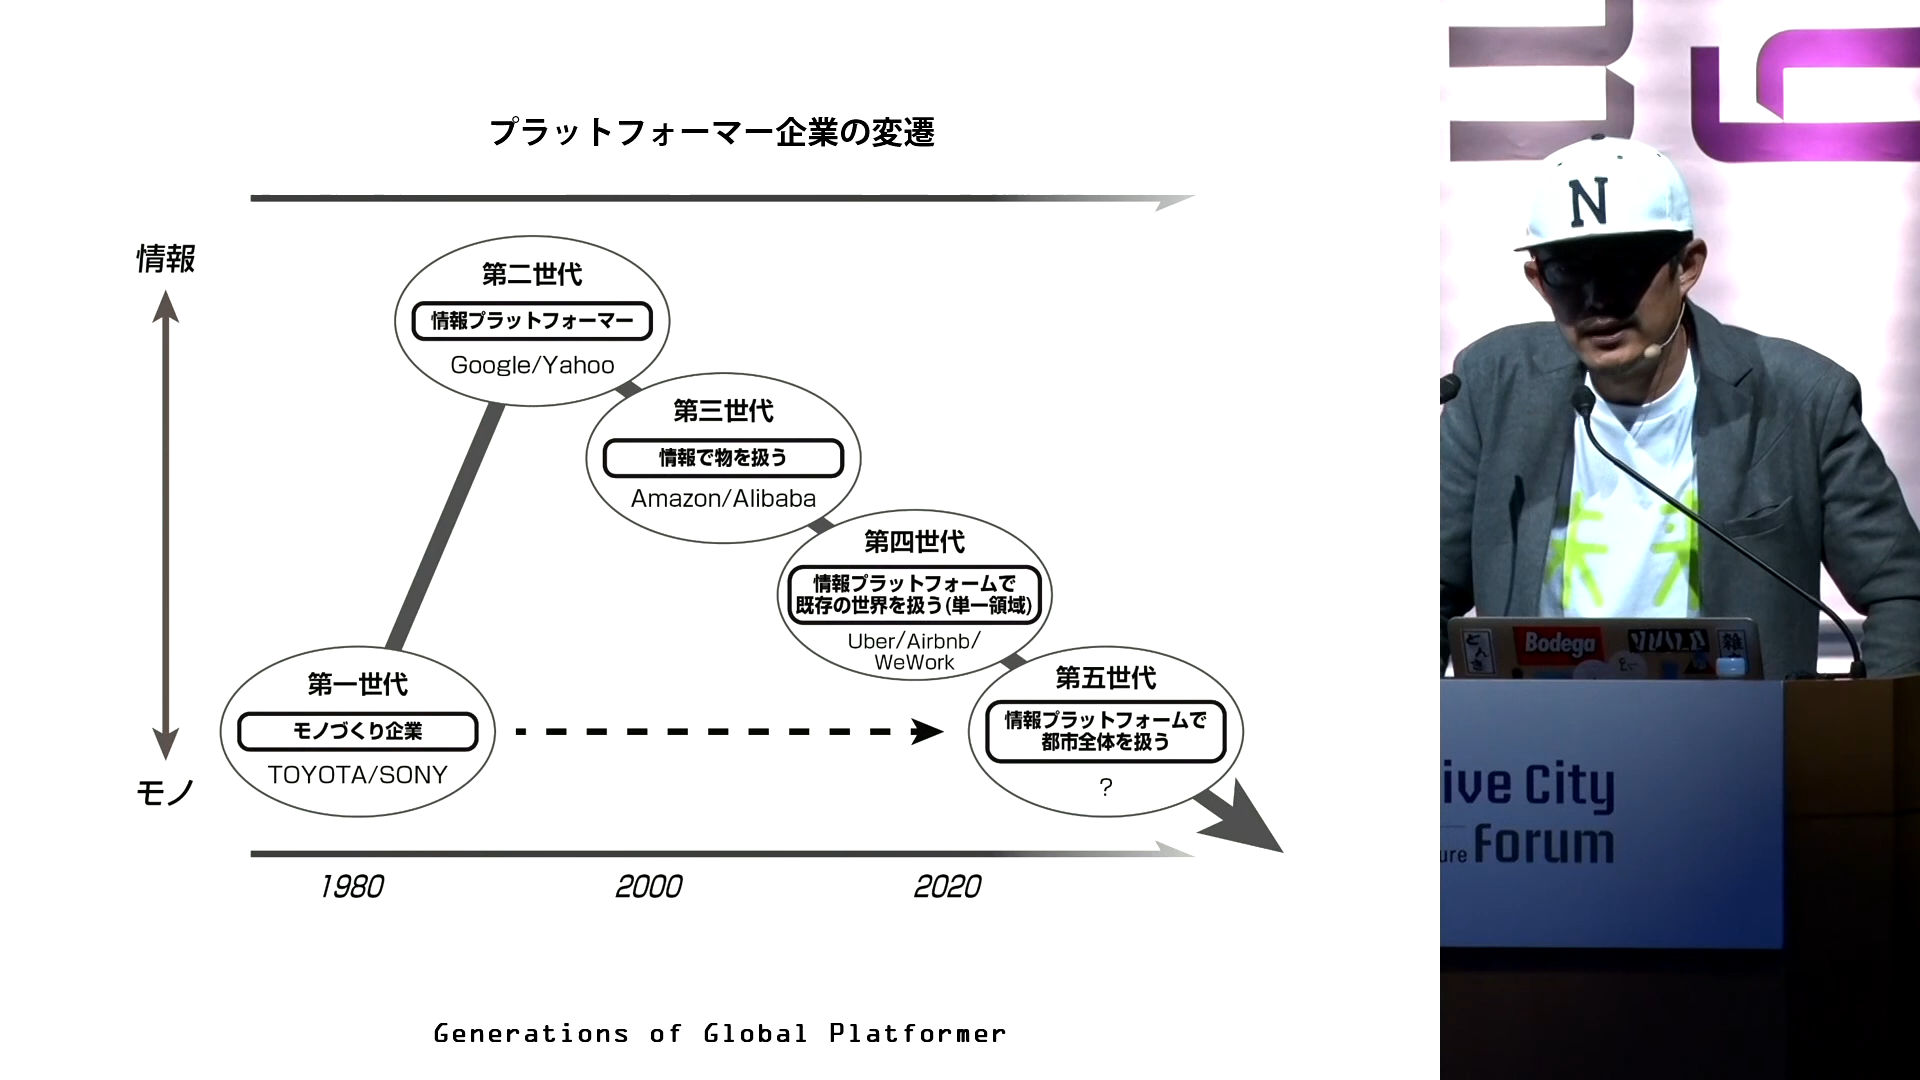 プラットフォーマー企業の変遷
情報
モノ
第二世代
情報プラットフォーマー
Google/Yahoo
第三世代
情報で物を扱う
Amazon/Alibaba
第四世代
情報プラットフォームで
既存の世界を扱う(単一領域)
Uber/Airbnb/
WeWork
第一世代
モノづくり企業
TOYOTA/SONY
第五世代
情報プラットフォームで
都市全体を扱う
?
1980
2000
2020
Generations of Global Platformer
N
Bodega
ive City
ure Forum